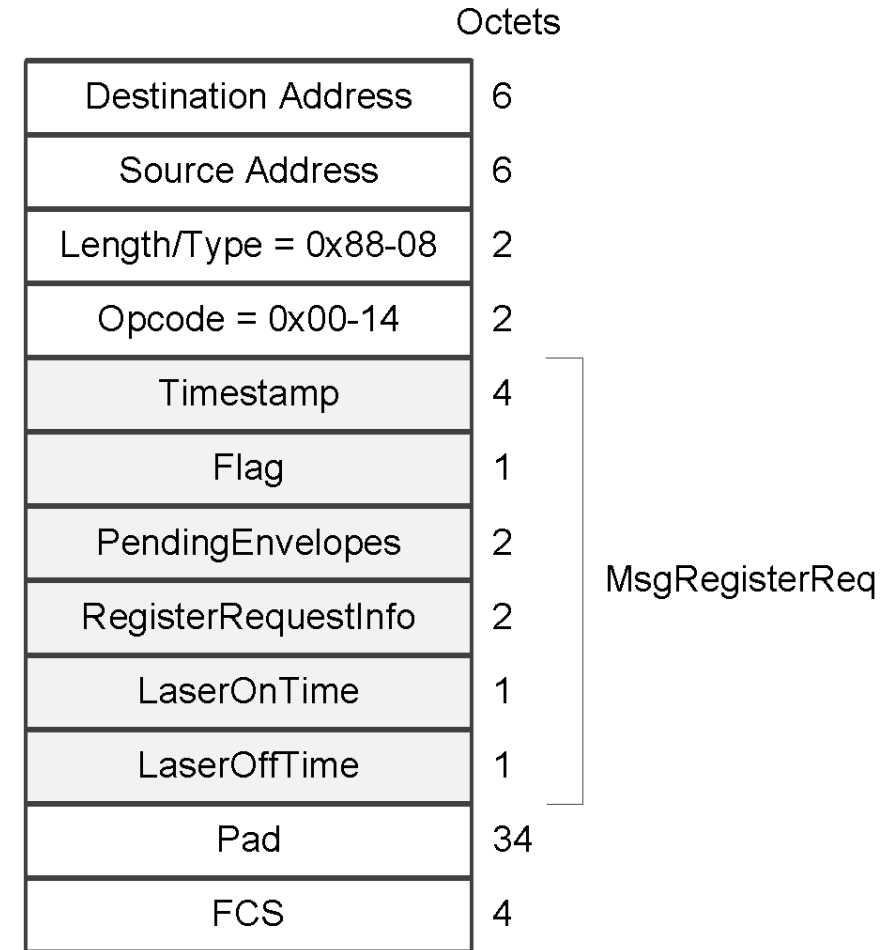 Octets
Destination Address 6
Source Address 6
Length/Type = 0x88-08 2
Opcode = 0x00-14 2
Timestamp 4
Flag 1
PendingEnvelopes 2
RegisterRequestInfo 2
LaserOnTime 1
LaserOffTime 1
MsgRegisterReq
Pad 34
FCS 4